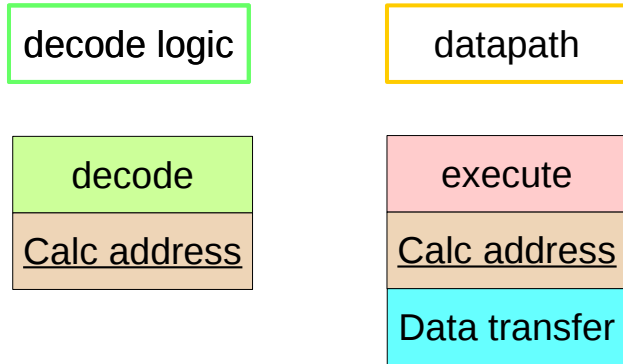 decode logic
datapath
decode
Calc address
execute
Calc address
Data transfer